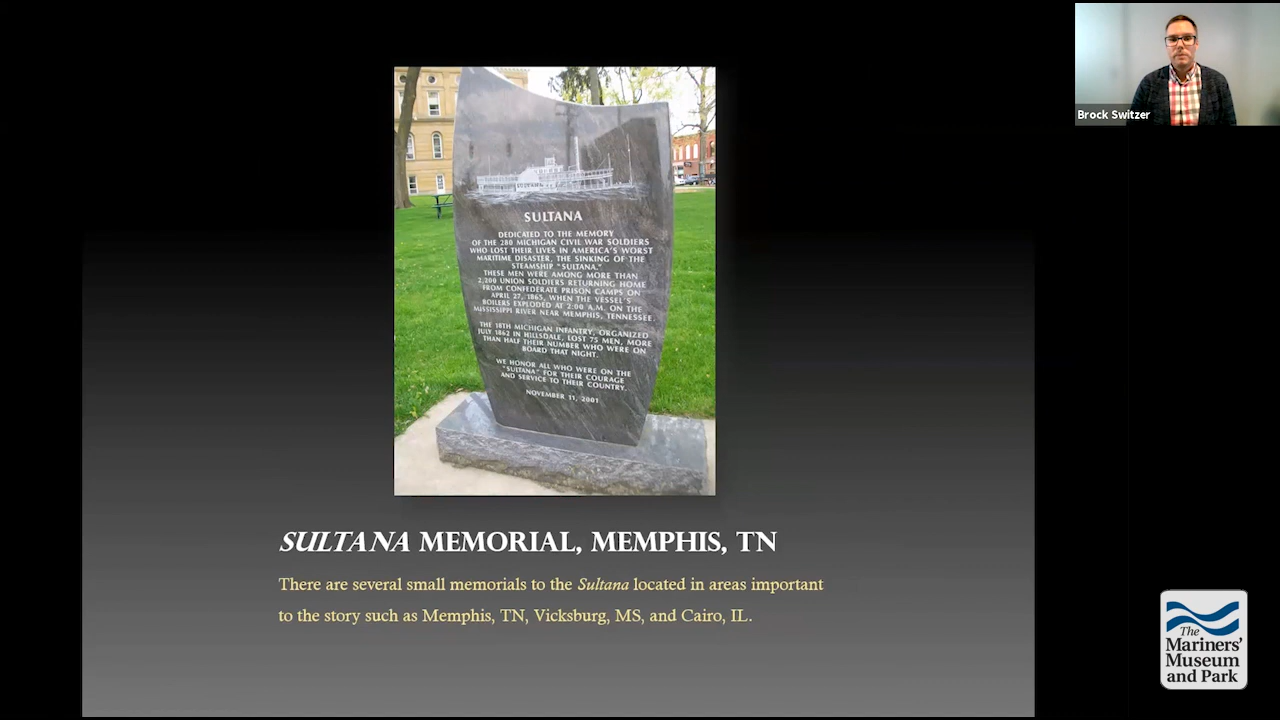 Brock Switzer
SULTANA
DEDICATED TO THE MEMORY
OF THE 280 MICHIGAN CIVIL WAR SOLDIERS
WHO LOST THEIR LIVES IN AMERICA'S WORST
MARITIME DISASTER, THE SINKING OF THE
STEAMSHIP "SULTANA."
THESE MEN WERE AMONG MORE THAN
2,200 UNION SOLDIERS RETURNING HOME
FROM CONFEDERATE PRISON CAMPS ON
APRIL 27, 1865, WHEN THE VESSEL'S
BOILERS EXPLODED AT 2:00 A.M. ON THE
MISSISSIPPI RIVER NEAR MEMPHIS, TENNESSEE.
THE 18TH MICHIGAN INFANTRY, ORGANIZED
JULY 1862 IN HILLSDALE, LOST 75 MEN, MORE
THAN HALF THEIR NUMBER WHO WERE ON
BOARD THAT NIGHT.
WE HONOR ALL WHO WERE ON THE
"SULTANA" FOR THEIR COURAGE
AND SERVICE TO THEIR COUNTRY.
NOVEMBER 11, 2001
SULTANA MEMORIAL, MEMPHIS, TN
There are several small memorials to the Sultana located in areas important
to the story such as Memphis, TN, Vicksburg, MS, and Cairo, IL.
The
Mariners'
Museum
and Park